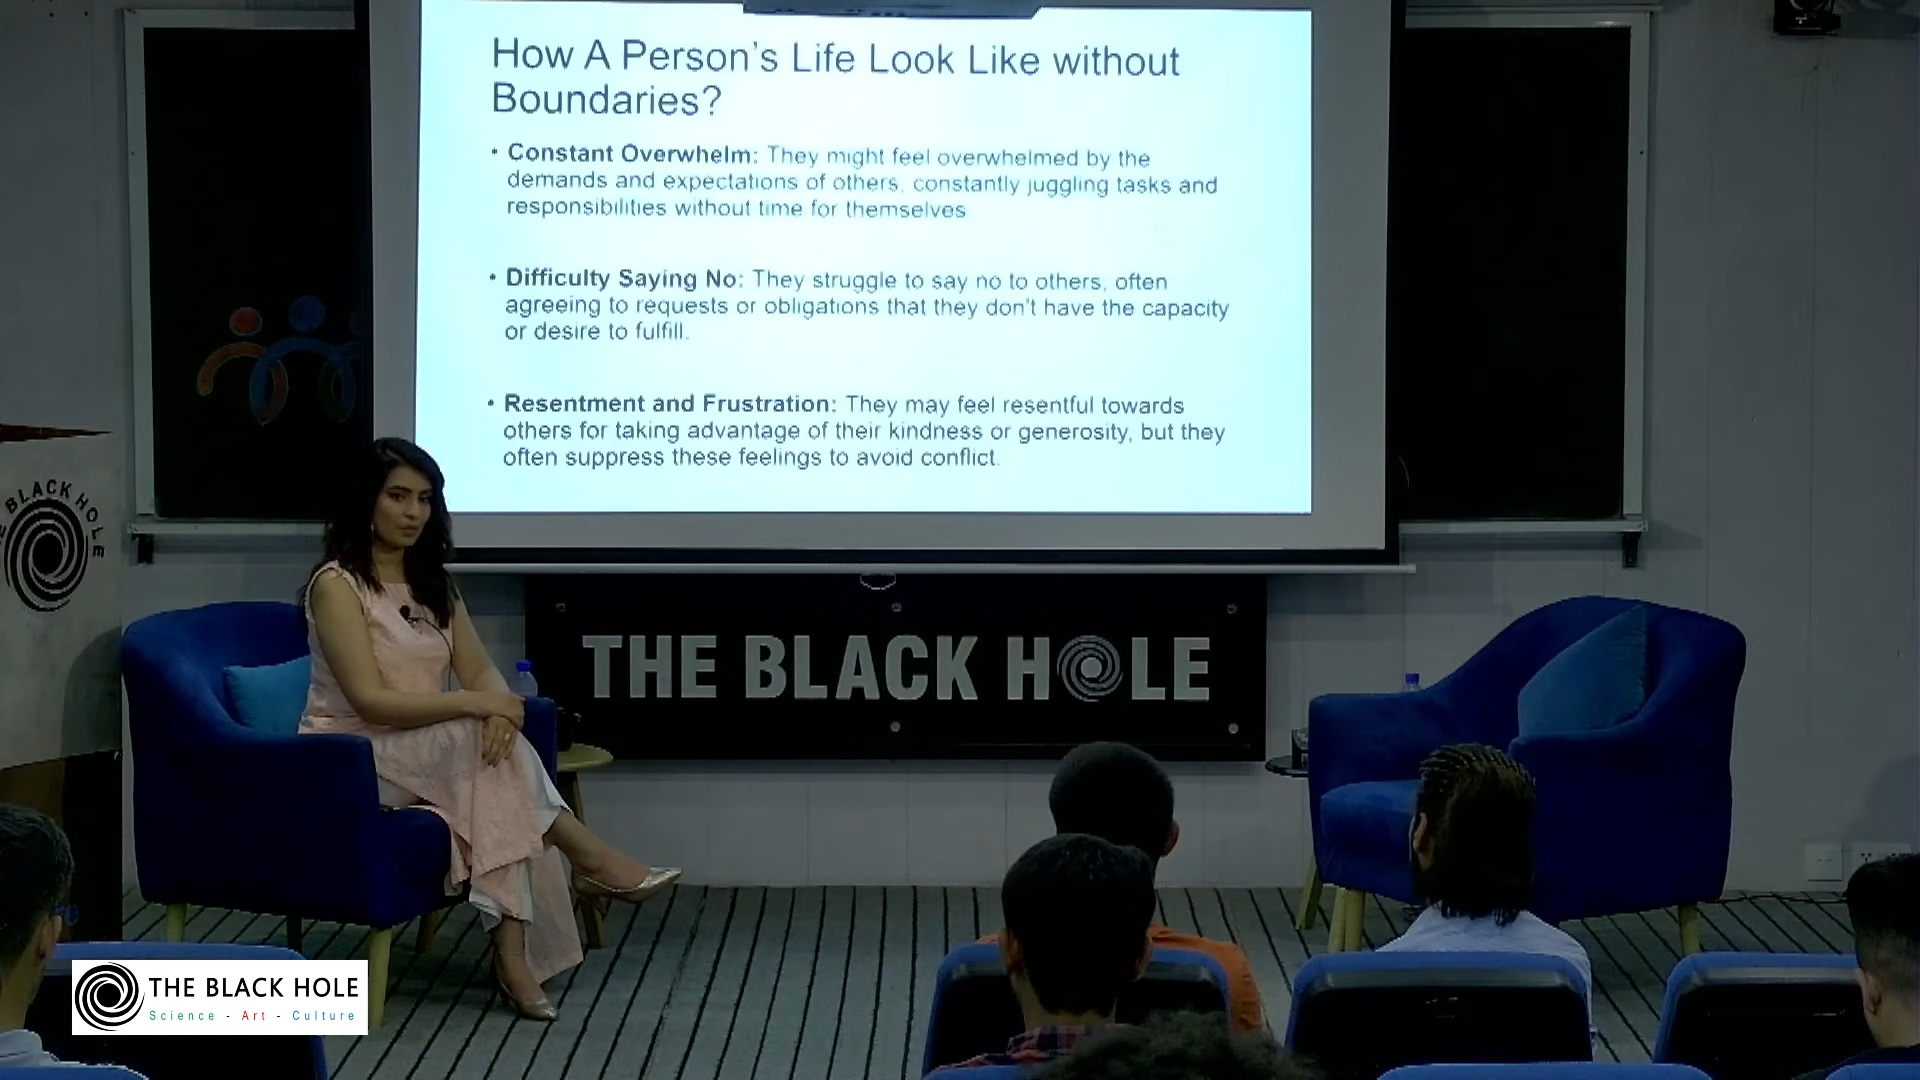 How A Person's Life Look Like without
Boundaries?
• Constant Overwhelm: They might feel overwhelmed by the
demands and expectations of others, constantly juggling tasks and
responsibilities without time for themselves
• Difficulty Saying No: They struggle to say no to others, often
agreeing to requests or obligations that they don't have the capacity
or desire to fulfill.
• Resentment and Frustration: They may feel resentful towards
others for taking advantage of their kindness or generosity, but they
often suppress these feelings to avoid conflict.
BLACK HOLE
THE BLACK HOLE
THE BLACK HOLE
Science - Art - Culture